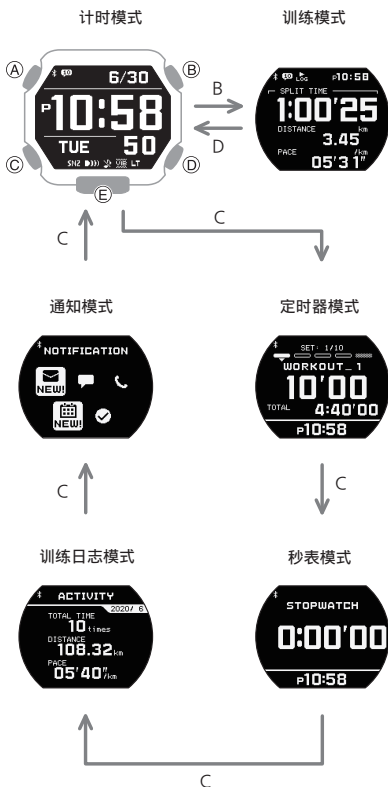 计时模式
训练模式
A
B
C
D
E
6/30
P10:58
TUE 50
SNZ LT
B
D
LOG P10:58
SPLIT TIME
1:00'25
DISTANCE km
3.45
PACE /km
05'31"
C
C
通知模式
定时器模式
NOTIFICATION
NEW!
NEW!
SET: 1/10
WORKOUT_1
10'00
TOTAL 4:40'00
P10:58
C
C
训练日志模式
秒表模式
ACTIVITY
2020/ 6
TOTAL TIME
10 times
DISTANCE
108.32 km
PACE
05'40"/km
STOPWATCH
0:00'00
P10:58
C